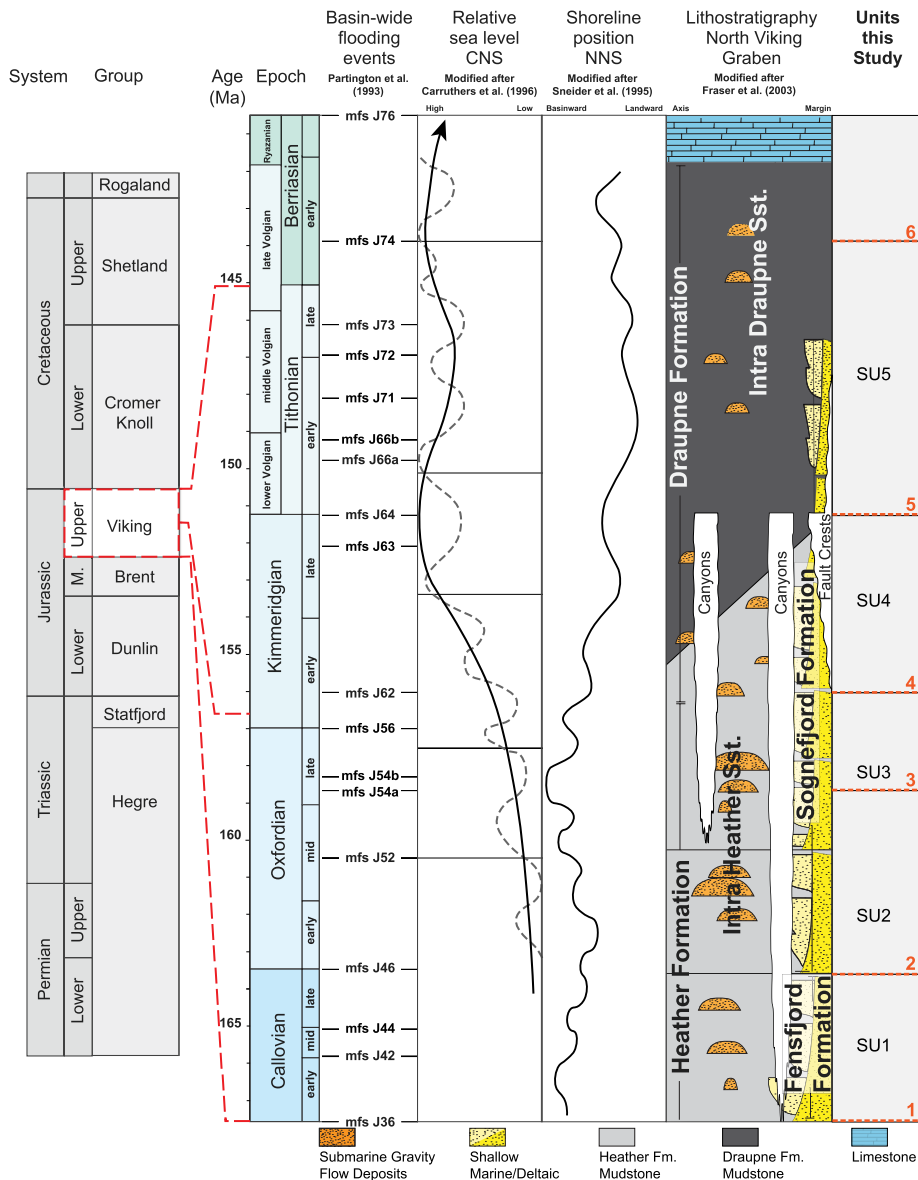 Basin-wide
flooding
events
Partington et al.
(1993)
Relative
sea level
CNS
Modified after
Carruthers et al. (1996)
High
Low
Shoreline
position
NNS
Modified after
Sneider et al. (1995)
Basinward
Landward
Lithostratigraphy
North Viking
Graben
Modified after
Fraser et al. (2003)
Axis
Margin
Units
this
Study
System
Group
Age
(Ma)
Epoch
Cretaceous
Jurassic
Triassic
Permian
Upper
Lower
Upper
M.
Lower
Upper
Lower
Rogaland
Shetland
Cromer
Knoll
Viking
Brent
Dunlin
Statfjord
Hegre
145
150
155
160
165
Ryazanian
late Volgian
middle Volgian
lower Volgian
Berriasian
Tithonian
Kimmeridgian
Oxfordian
Callovian
early
late
early
late
early
late
mid
early
late
mid
early
mfs J76
mfs J74
mfs J73
mfs J72
mfs J71
mfs J66b
mfs J66a
mfs J64
mfs J63
mfs J62
mfs J56
mfs J54b
mfs J54a
mfs J52
mfs J46
mfs J44
mfs J42
mfs J36
Draupne Formation
Intra Draupne Sst.
Canyons
Canyons
Fault Crests
Sognefjord Formation
Intra Heather Sst.
Heather Formation
Fensfjord
Formation
6
SU5
5
SU4
4
SU3
3
SU2
2
SU1
1
Submarine Gravity
Flow Deposits
Shallow
Marine/Deltaic
Heather Fm.
Mudstone
Draupne Fm.
Mudstone
Limestone